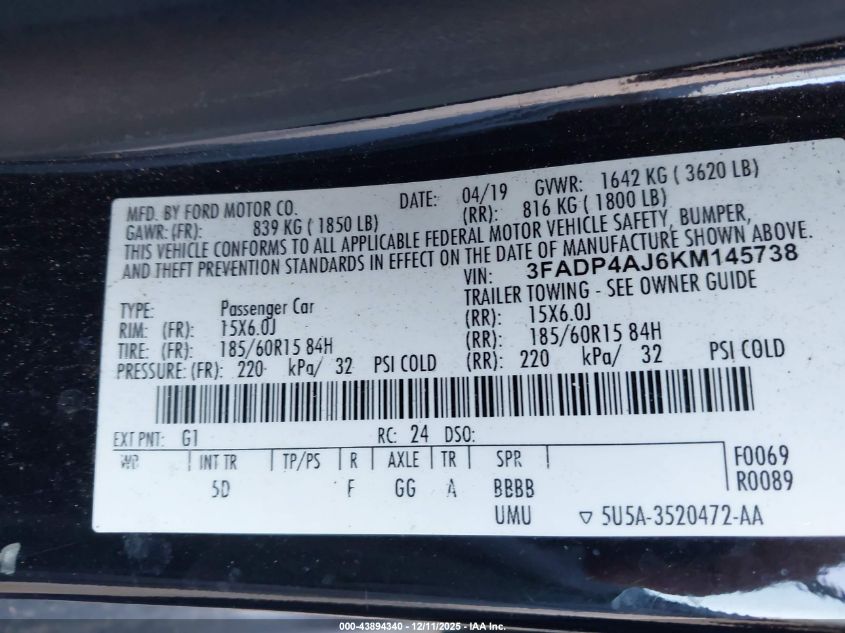 MFD. BY FORD MOTOR CO. DATE: 04/19 GVWR: 1642 KG ( 3620 LB)
GAWR: (FR): 839 KG ( 1850 LB) (RR): 816 KG ( 1800 LB)
THIS VEHICLE CONFORMS TO ALL APPLICABLE FEDERAL MOTOR VEHICLE SAFETY, BUMPER,
AND THEFT PREVENTION STANDARDS IN EFFECT ON THE DATE OF MANUFACTURE SHOWN ABOVE.
VIN: 3FADP4AJ6KM145738
TYPE: Passenger Car TRAILER TOWING - SEE OWNER GUIDE
RIM: (FR): 15X6.0J (RR): 15X6.0J
TIRE: (FR): 185/60R15 84H (RR): 185/60R15 84H
PRESSURE: (FR): 220 kPa/ 32 PSI COLD (RR): 220 kPa/ 32 PSI COLD
EXT PNT: G1 RC: 24 DSO:
WB INT TR TP/PS R AXLE TR SPR F0069
5D F GG A BBBB R0089
UMU ▽ 5U5A-3520472-AA
000-43894340 - 12/11/2025 - IAA Inc.